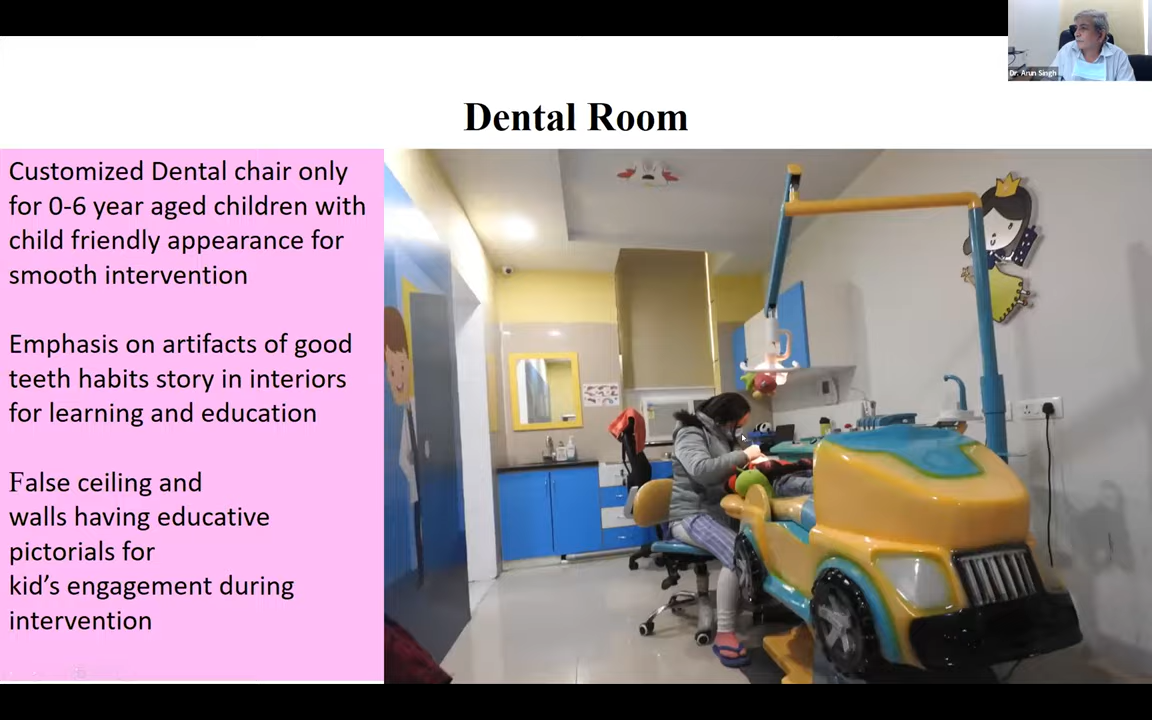 Dr. Arun Singh
Dental Room
Customized Dental chair only
for 0-6 year aged children with
child friendly appearance for
smooth intervention
Emphasis on artifacts of good
teeth habits story in interiors
for learning and education
False ceiling and
walls having educative
pictorials for
kid’s engagement during
intervention